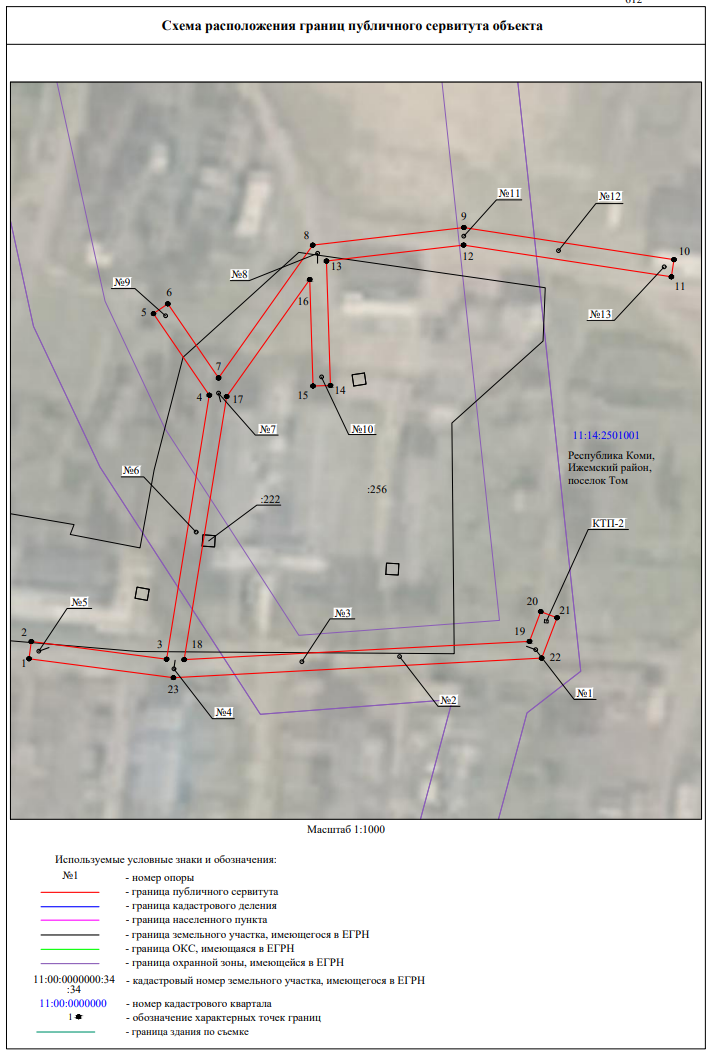 Схема расположения границ публичного сервитута объекта
№11
№12
9
8
10
12
№8
13
11
№9
6
16
5
№13
7
4
17
15
14
№7
№10
11:14:2501001
Республика Коми,
Ижемский район,
поселок Том
№6
:256
:222
КТП-2
№5
№3
20
21
2
19
3
18
1
22
23
№4
№2
№1
Масштаб 1:1000
Используемые условные знаки и обозначения:
№1 - номер опоры
- граница публичного сервитута
- граница кадастрового деления
- граница населенного пункта
- граница земельного участка, имеющегося в ЕГРН
- граница ОКС, имеющаяся в ЕГРН
- граница охранной зоны, имеющейся в ЕГРН
11:00:0000000:34 - кадастровый номер земельного участка, имеющегося в ЕГРН
:34
11:00:0000000 - номер кадастрового квартала
1 - обозначение характерных точек границ
- граница здания по съемке